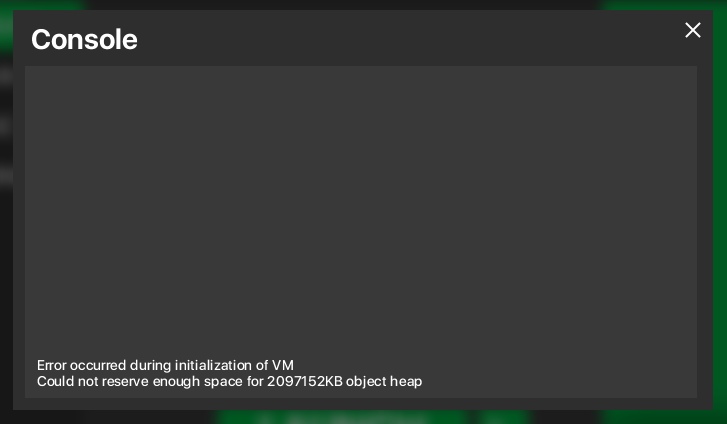 Console
Error occurred during initialization of VM
Could not reserve enough space for 2097152KB object heap